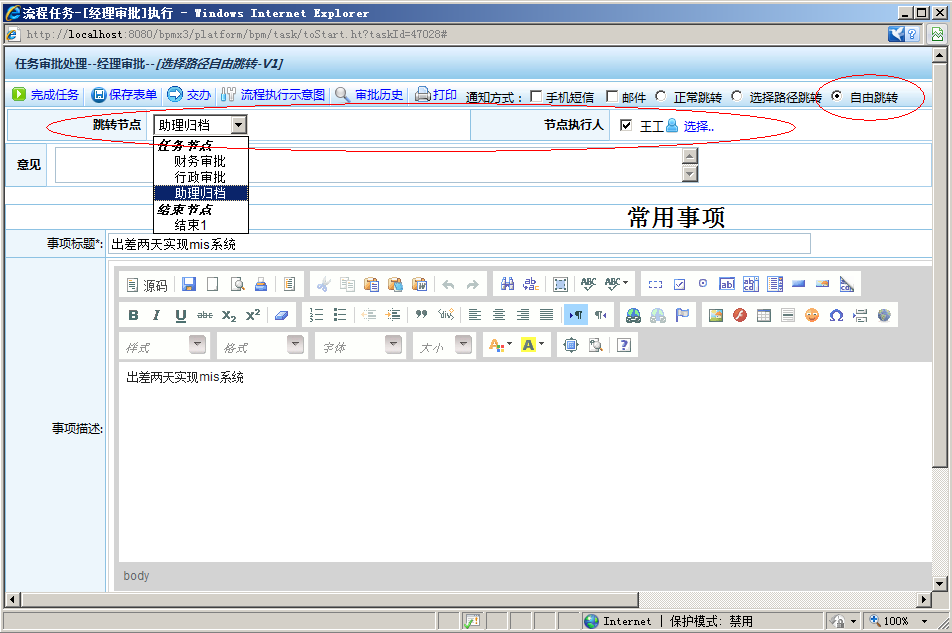 流程任务-[经理审批]执行 - Windows Internet Explorer
http://localhost:8080/bpmx3/platform/bpm/task/toStart.ht?taskId=47028#
任务审批处理--经理审批--[选择路径自由跳转-V1]
完成任务 保存表单 交办 流程执行示意图 审批历史 打印 通知方式: 手机短信 邮件 正常跳转 选择路径跳转 自由跳转
跳转节点 助理归档 节点执行人 王工 选择..
任务节点
财务审批
意见
行政审批
助理归档
结束节点
结束1
常用事项
事项标题*: 出差两天实现mis系统
源码
样式 格式 字体 大小
出差两天实现mis系统
事项描述:
body
Internet | 保护模式: 禁用 100%